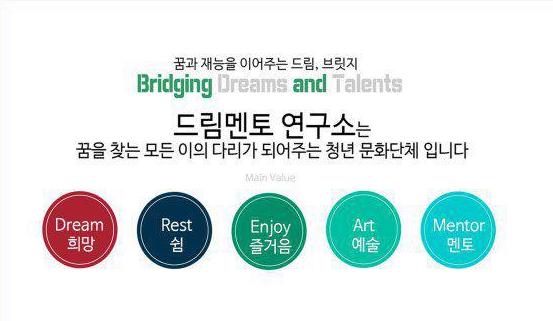 꿈과 재능을 이어주는 드림, 브릿지
Bridging Dreams and Talents
드림멘토 연구소는
꿈을 찾는 모든 이의 다리가 되어주는 청년 문화단체 입니다
Main Value
Dream
희망
Rest
쉼
Enjoy
즐거음
Art
예술
Mentor
멘토